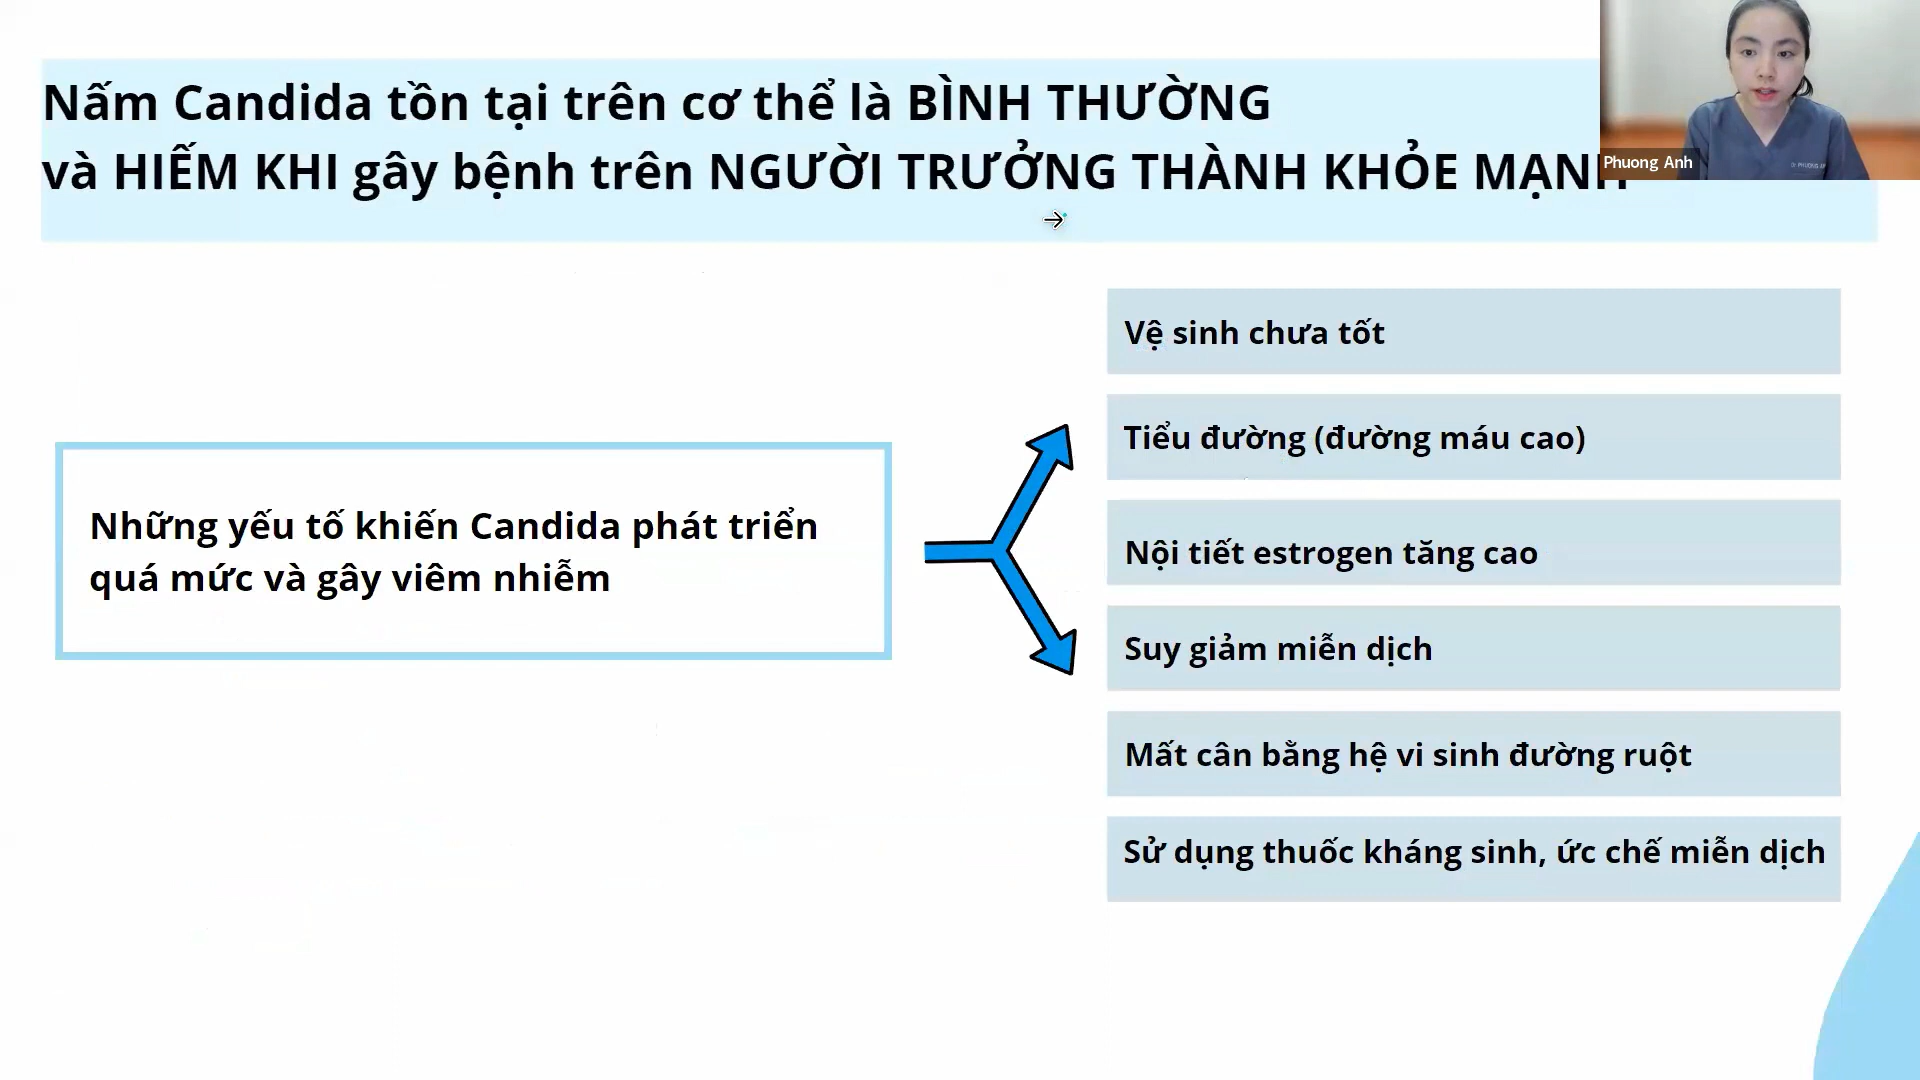 Nấm Candida tồn tại trên cơ thể là BÌNH THƯỜNG
và HIẾM KHI gây bệnh trên NGƯỜI TRƯỞNG THÀNH KHỎE MẠNH
Phuong Anh
Những yếu tố khiến Candida phát triển
quá mức và gây viêm nhiễm
Vệ sinh chưa tốt
Tiểu đường (đường máu cao)
Nội tiết estrogen tăng cao
Suy giảm miễn dịch
Mất cân bằng hệ vi sinh đường ruột
Sử dụng thuốc kháng sinh, ức chế miễn dịch